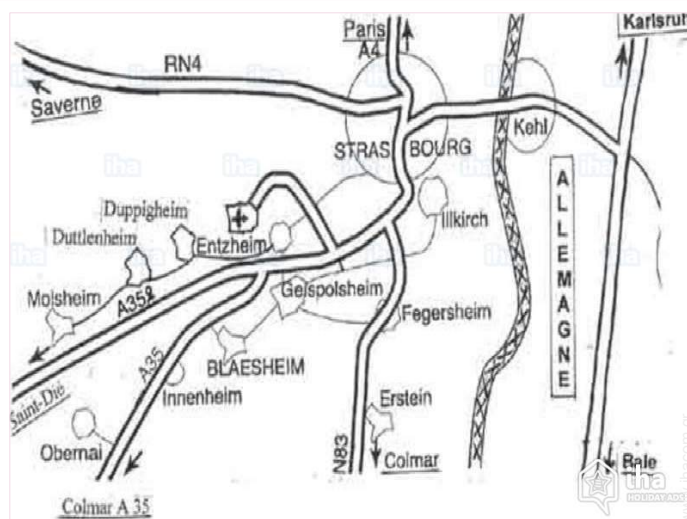 Paris
A4
Karlsruh
RN4
Saverne
Kehl
STRAS BOURG
ALLEMAGNE
Duppigheim
Illkirch
Duttlenheim
Entzheim
Molsheim
A35
Geispolsheim
Fegersheim
BLAESHEIM
A35
Saint-Dié
Innenheim
Erstein
Obernai
N83
Colmar
Bale
Colmar A 35
iha
HOLIDAY ADS